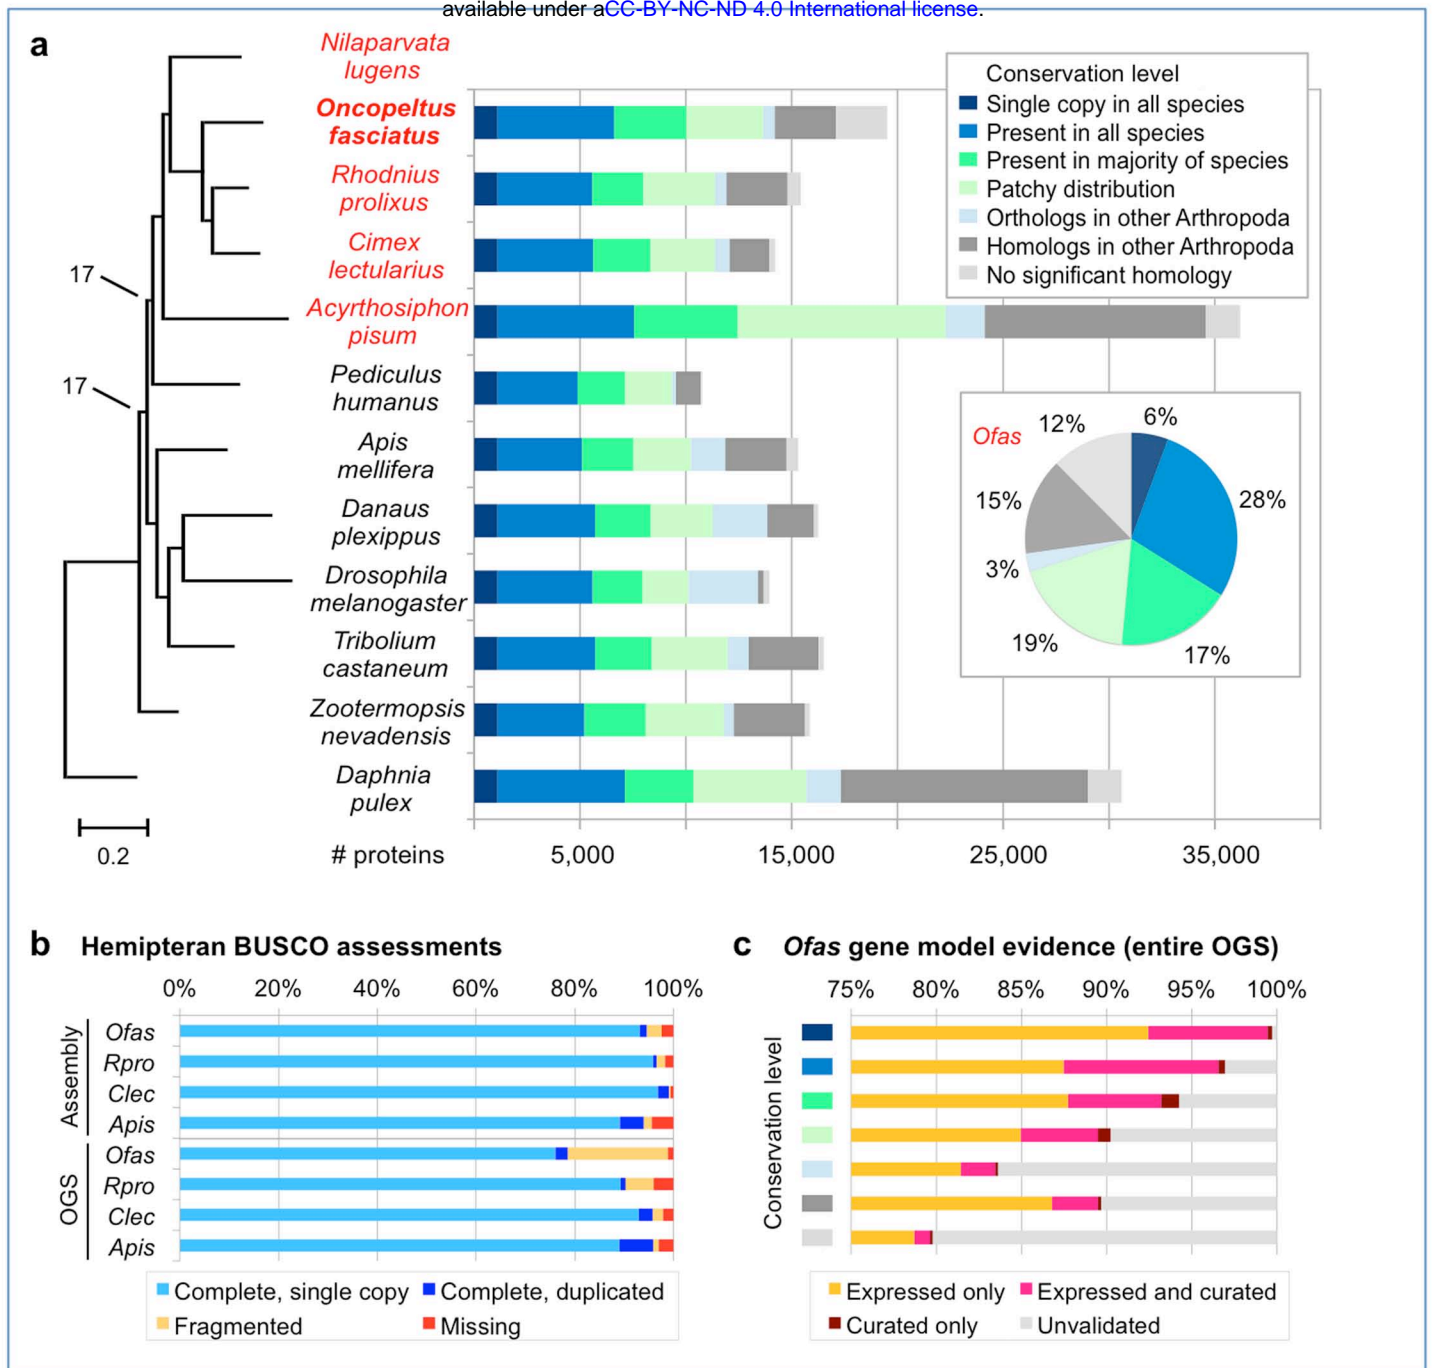 available under aCC-BY-NC-ND 4.0 International license.
a
Nilaparvata
lugens
Oncopeltus
fasciatus
Rhodnius
prolixus
Cimex
lectularius
Acyrthosiphon
pisum
Pediculus
humanus
Apis
mellifera
Danaus
plexippus
Drosophila
melanogaster
Tribolium
castaneum
Zootermopsis
nevadensis
Daphnia
pulex
17
17
0.2
# proteins
5,000
15,000
25,000
35,000
Conservation level
Single copy in all species
Present in all species
Present in majority of species
Patchy distribution
Orthologs in other Arthropoda
Homologs in other Arthropoda
No significant homology
Ofas
12%
6%
15%
28%
3%
19%
17%
b Hemipteran BUSCO assessments
0% 20% 40% 60% 80% 100%
Assembly
Ofas
Rpro
Clec
Apis
OGS
Ofas
Rpro
Clec
Apis
Complete, single copy
Complete, duplicated
Fragmented
Missing
c Ofas gene model evidence (entire OGS)
75% 80% 85% 90% 95% 100%
Conservation level
Expressed only
Expressed and curated
Curated only
Unvalidated